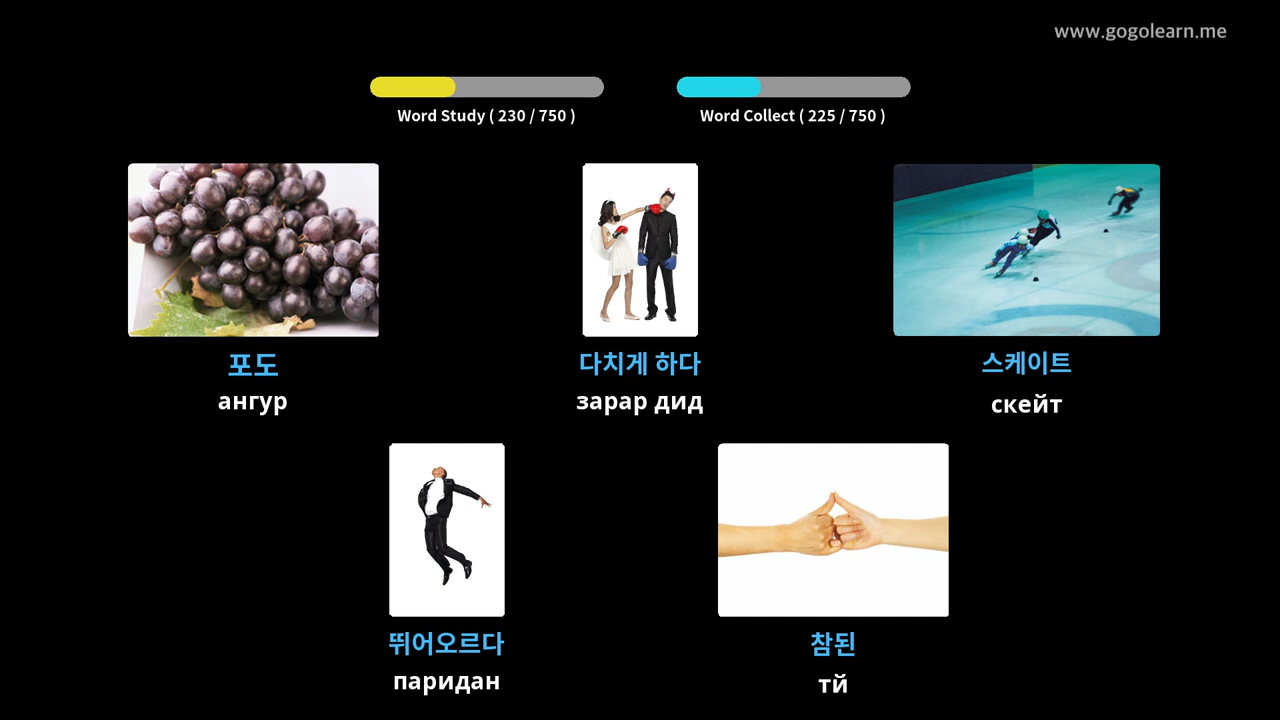 www.gogolearn.me
Word Study ( 230 / 750 )
Word Collect ( 225 / 750 )
포도
ангур
다치게 하다
зарар дид
스케이트
скейт
뛰어오르다
паридан
참된
тй